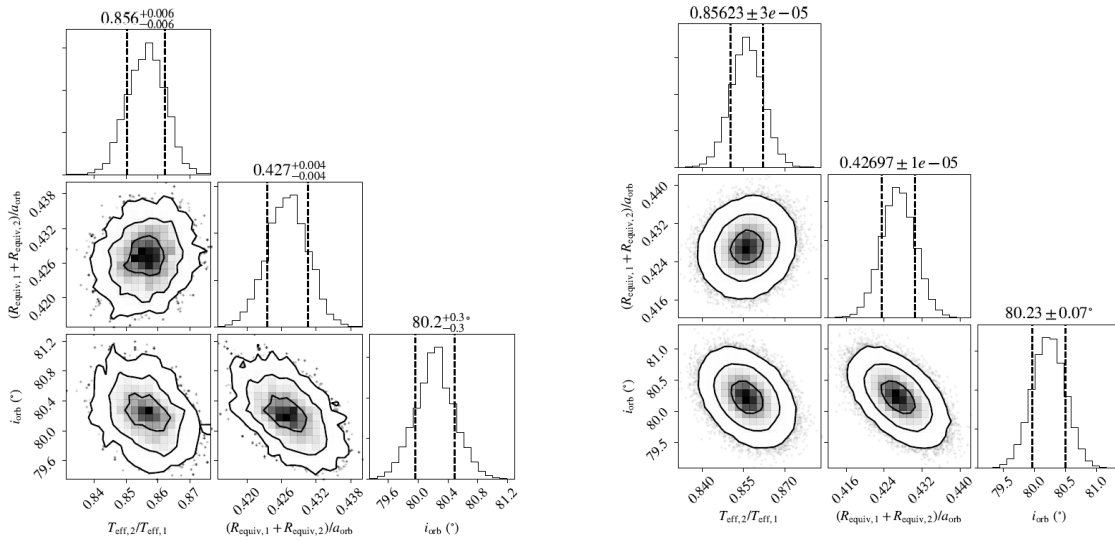 0.856+0.006−0.006
0.427+0.004−0.004
80.2+0.3−0.3°
0.438
0.432
0.426
0.420
(Requiv, 1 + Requiv, 2)/aorb
81.2
80.8
80.4
80.0
79.6
iorb (°)
0.84 0.85 0.86 0.87
Teff, 2/Teff, 1
0.420 0.426 0.432 0.438
(Requiv, 1 + Requiv, 2)/aorb
79.6 80.0 80.4 80.8 81.2
iorb (°)
0.85623 ± 3e − 05
0.42697 ± 1e − 05
80.23 ± 0.07°
0.440
0.432
0.424
0.416
(Requiv, 1 + Requiv, 2)/aorb
81.0
80.5
80.0
79.5
iorb (°)
0.840 0.855 0.870
Teff, 2/Teff, 1
0.416 0.424 0.432 0.440
(Requiv, 1 + Requiv, 2)/aorb
79.5 80.0 80.5 81.0
iorb (°)